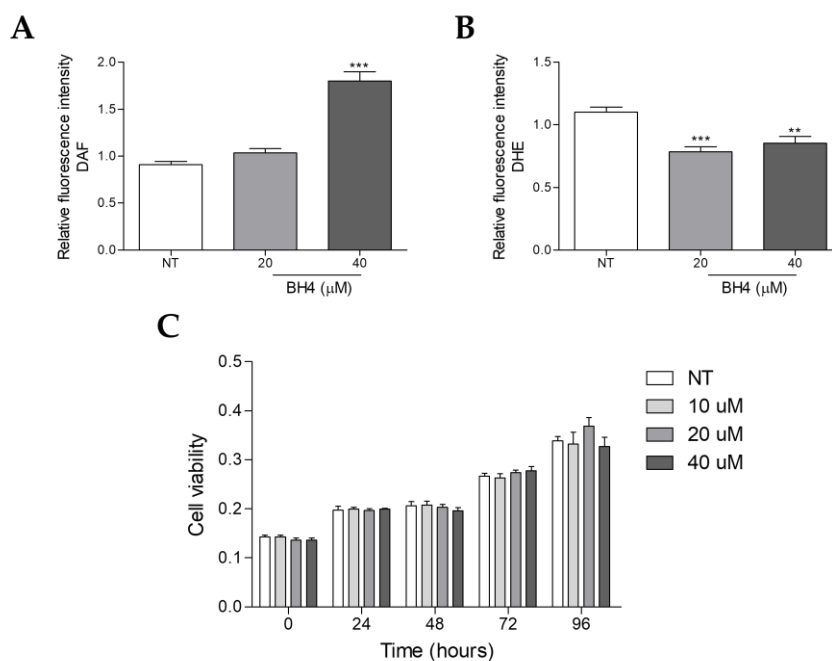 A
Relative fluorescence intensity
DAF
2.0
1.5
1.0
0.5
0.0
***
NT
20
40
BH4 (μM)
B
Relative fluorescence intensity
DHE
1.5
1.0
0.5
0.0
***
**
NT
20
40
BH4 (μM)
C
Cell viability
0.5
0.4
0.3
0.2
0.1
0.0
0
24
48
72
96
Time (hours)
NT
10 uM
20 uM
40 uM